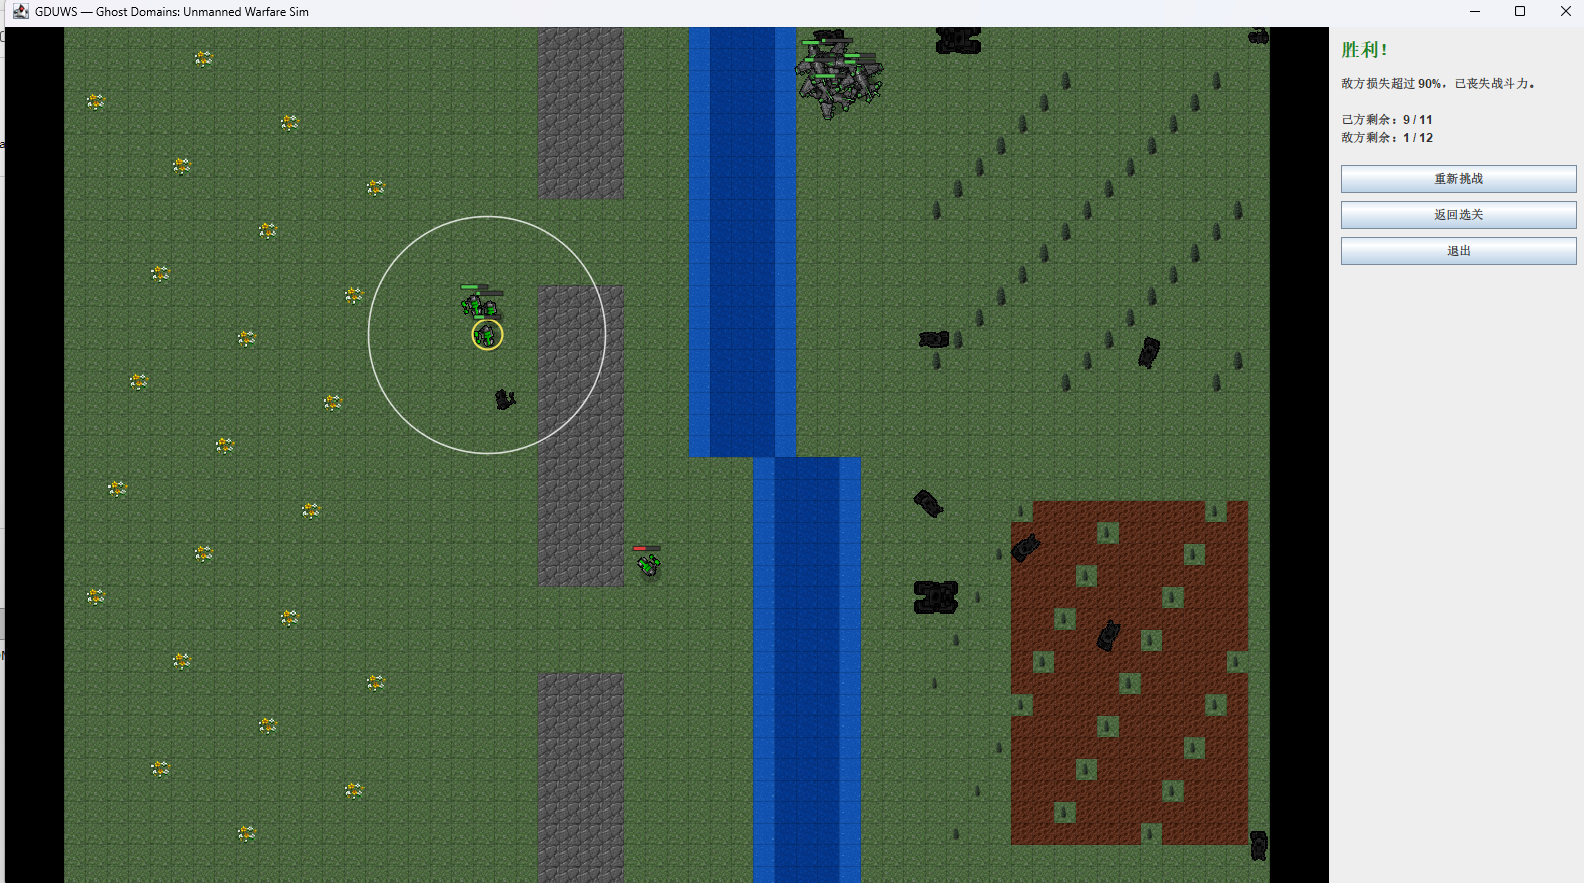 GDUWS — Ghost Domains: Unmanned Warfare Sim
胜利!
敌方损失超过 90%，已丧失战斗力。
己方剩余：9 / 11
敌方剩余：1 / 12
重新挑战
返回选关
退出